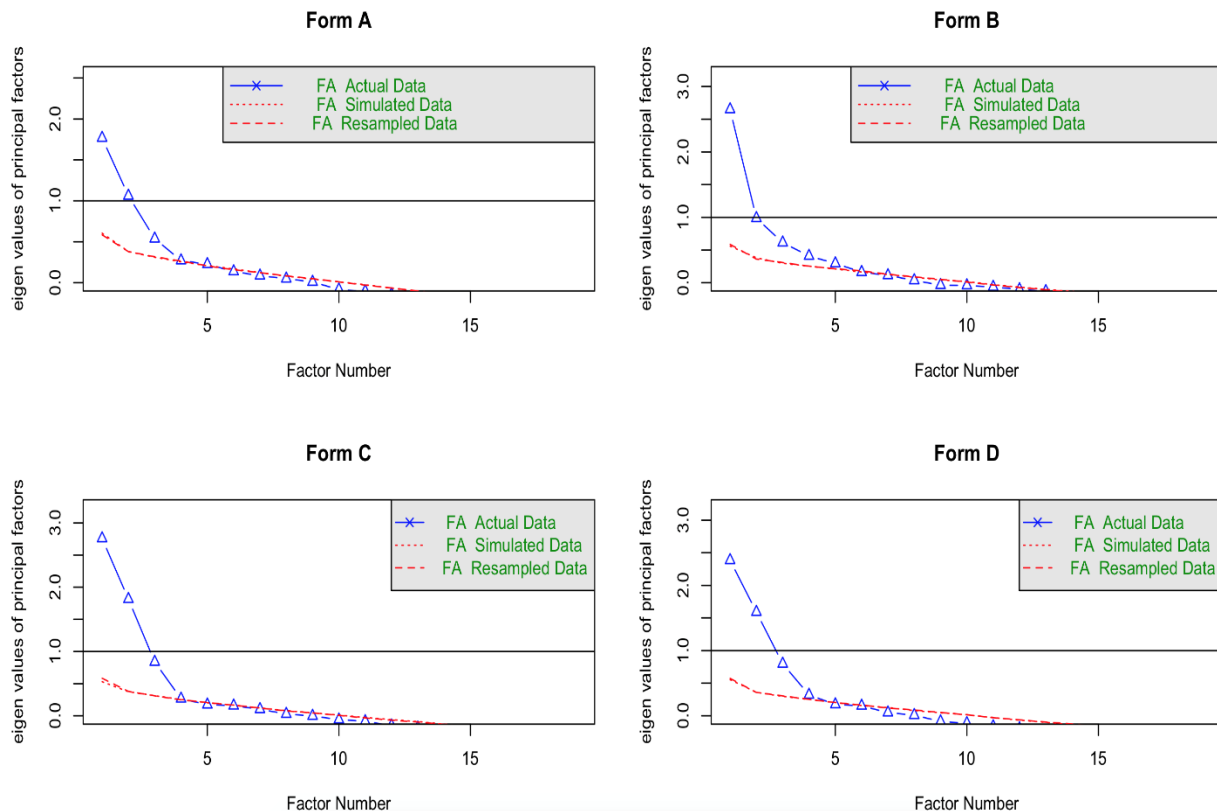 Form A
eigen values of principal factors
0.0 1.0 2.0
FA Actual Data
FA Simulated Data
FA Resampled Data
5 10 15
Factor Number
Form B
eigen values of principal factors
0.0 1.0 2.0 3.0
FA Actual Data
FA Simulated Data
FA Resampled Data
5 10 15
Factor Number
Form C
eigen values of principal factors
0.0 1.0 2.0 3.0
FA Actual Data
FA Simulated Data
FA Resampled Data
5 10 15
Factor Number
Form D
eigen values of principal factors
0.0 1.0 2.0 3.0
FA Actual Data
FA Simulated Data
FA Resampled Data
5 10 15
Factor Number